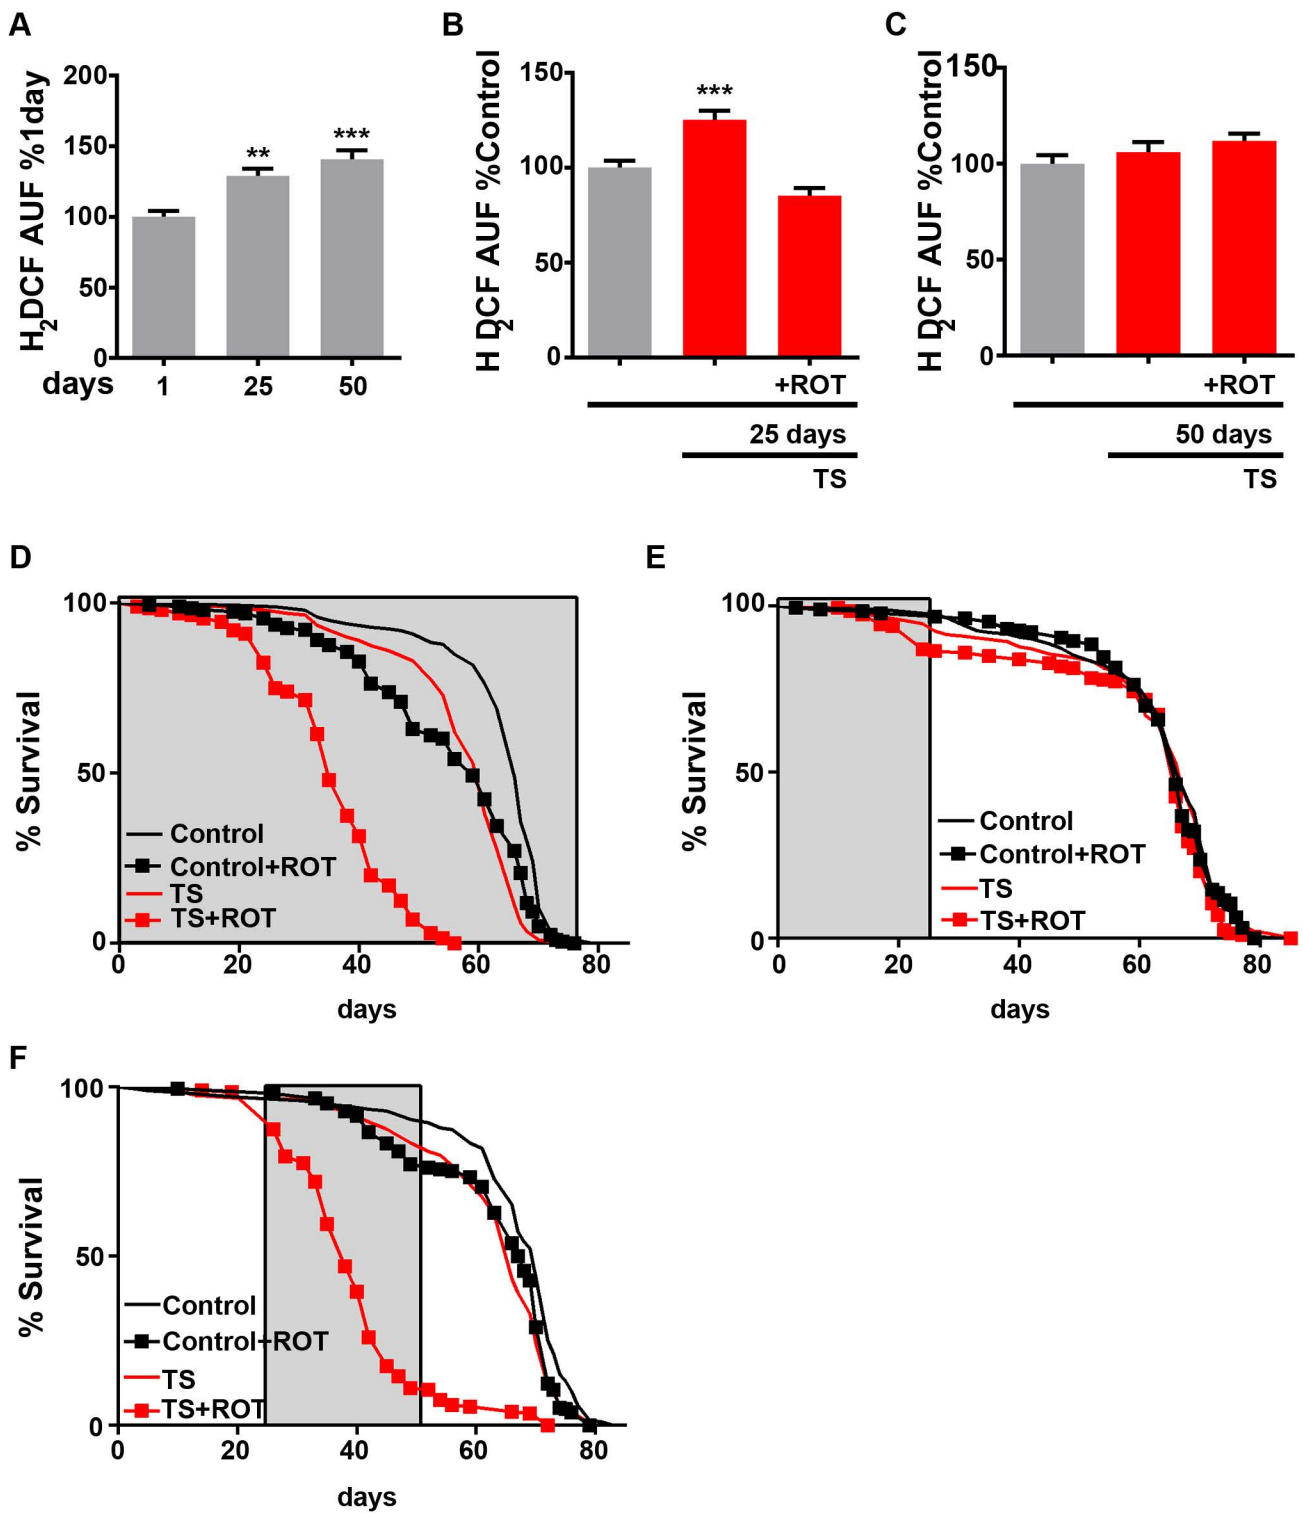 A
H2DCF AUF %1day
200
150
100
50
0
**
***
days 1 25 50
B
H2DCF AUF %Control
150
100
50
0
***
+ROT
25 days
TS
C
H2DCF AUF %Control
150
100
50
0
+ROT
50 days
TS
D
% Survival
100
50
0
Control
Control+ROT
TS
TS+ROT
0 20 40 60 80
days
E
% Survival
100
50
0
Control
Control+ROT
TS
TS+ROT
0 20 40 60 80
days
F
% Survival
100
50
0
Control
Control+ROT
TS
TS+ROT
0 20 40 60 80
days